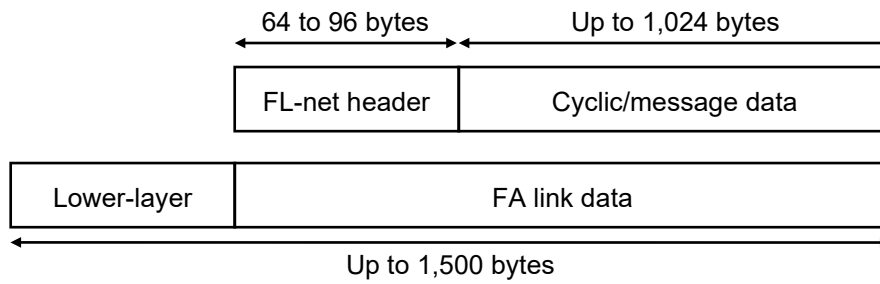 64 to 96 bytes Up to 1,024 bytes
FL-net header Cyclic/message data
Lower-layer FA link data
Up to 1,500 bytes